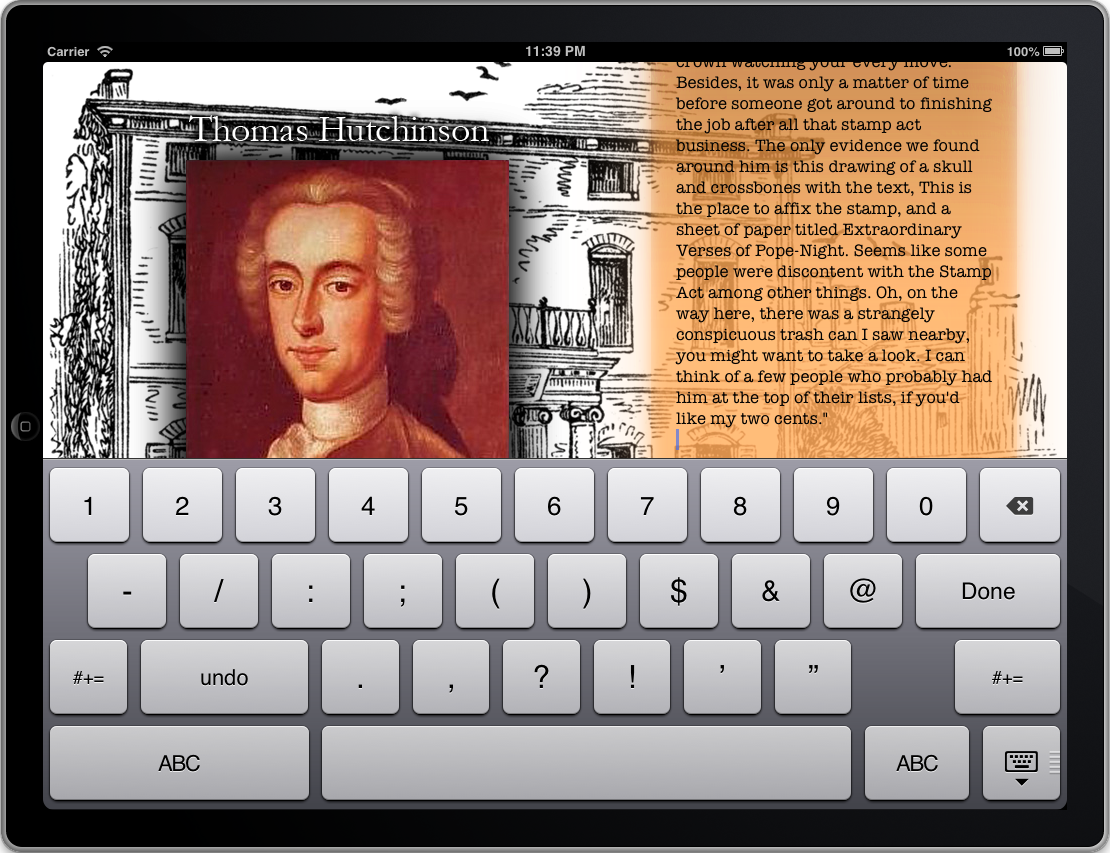 Carrier 11:39 PM 100%
Thomas Hutchinson
crown watching your every move.
Besides, it was only a matter of time
before someone got around to finishing
the job after all that stamp act
business. The only evidence we found
around him is this drawing of a skull
and crossbones with the text, This is
the place to affix the stamp, and a
sheet of paper titled Extraordinary
Verses of Pope-Night. Seems like some
people were discontent with the Stamp
Act among other things. Oh, on the
way here, there was a strangely
conspicuous trash can I saw nearby,
you might want to take a look. I can
think of a few people who probably had
him at the top of their lists, if you'd
like my two cents."
1 2 3 4 5 6 7 8 9 0
- / : ; ( ) $ & @ Done
#+= undo . , ? ! ’ ” #+=
ABC ABC